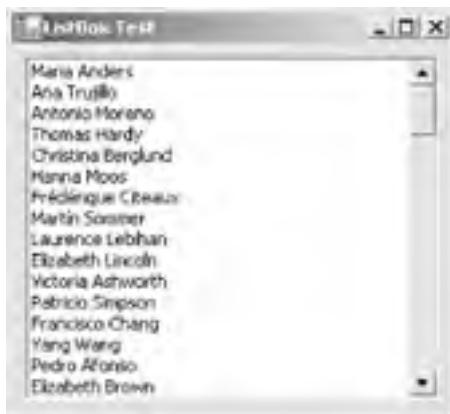 ListBox Test
Maria Anders
Ana Trujillo
Antonio Moreno
Thomas Hardy
Christina Berglund
Hanna Moos
Frédérique Citeaux
Martín Sommer
Laurence Lebihan
Elizabeth Lincoln
Victoria Ashworth
Patricio Simpson
Francisco Chang
Yang Wang
Pedro Afonso
Elizabeth Brown